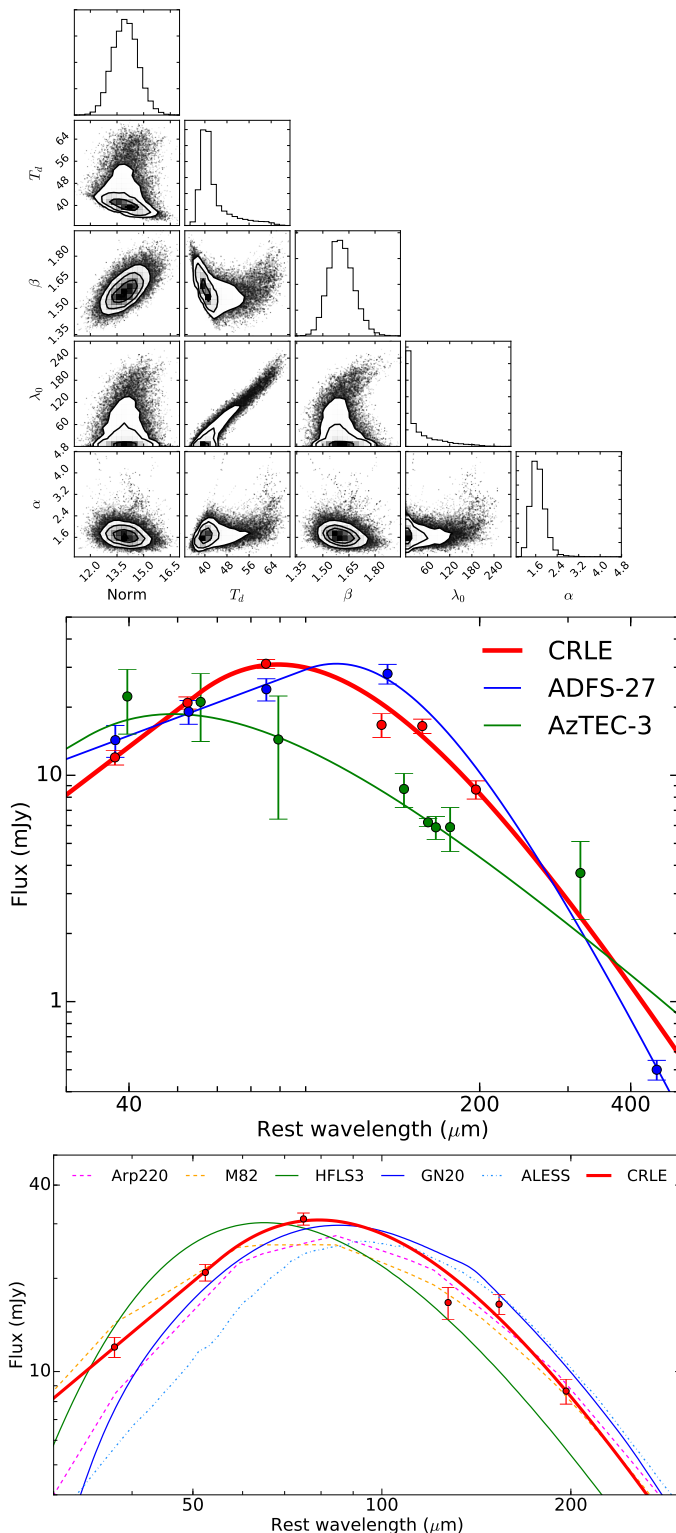 64
56
48
40
T_d
1.80
1.65
1.50
1.35
β
240
180
120
60
λ_0
4.8
4.0
3.2
2.4
1.6
α
12.0 13.5 15.0 16.5
40 48 56 64
1.35 1.50 1.65 1.80
60 120 180 240
1.6 2.4 3.2 4.0 4.8
Norm T_d β λ_0 α
CRLE
ADFS-27
AzTEC-3
10
1
Flux (mJy)
40 200 400
Rest wavelength (μm)
Arp220 M82 HFLS3 GN20 ALESS CRLE
40
10
Flux (mJy)
50 100 200
Rest wavelength (μm)